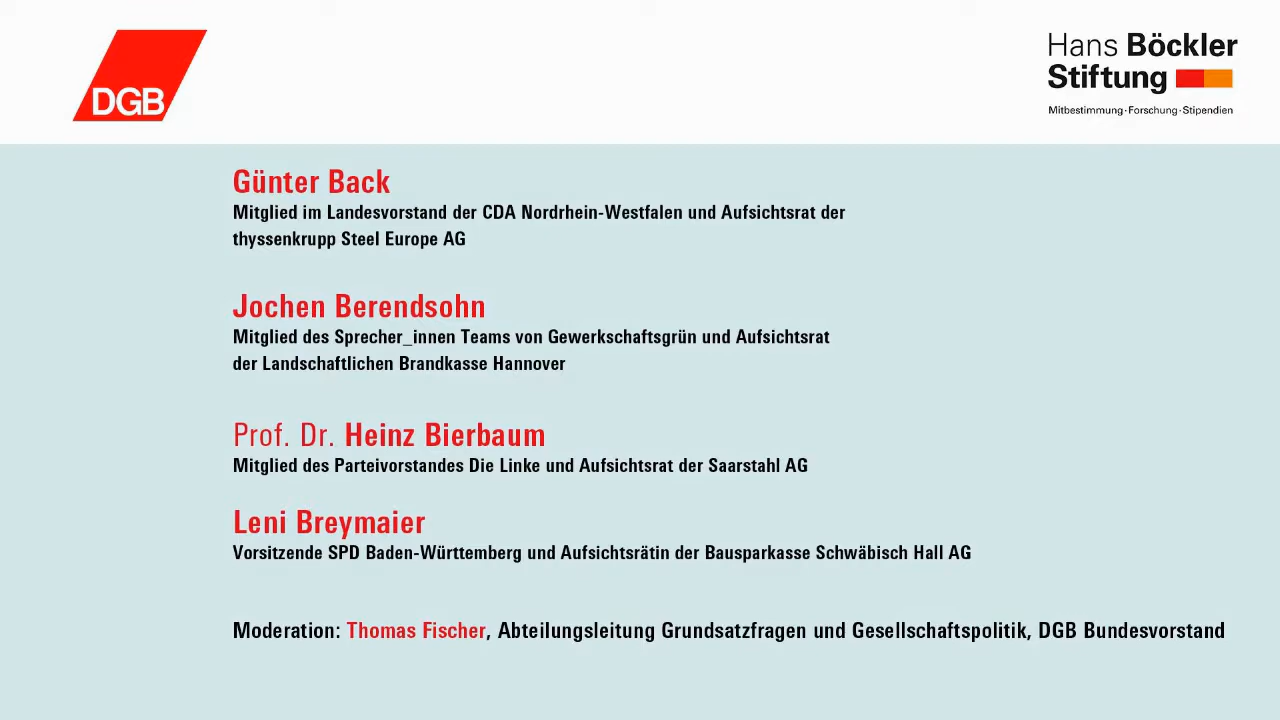 DGB
Hans Böckler
Stiftung
Mitbestimmung·Forschung·Stipendien
Günter Back
Mitglied im Landesvorstand der CDA Nordrhein-Westfalen und Aufsichtsrat der
thyssenkrupp Steel Europe AG
Jochen Berendsohn
Mitglied des Sprecher_innen Teams von Gewerkschaftsgrün und Aufsichtsrat
der Landschaftlichen Brandkasse Hannover
Prof. Dr. Heinz Bierbaum
Mitglied des Parteivorstandes Die Linke und Aufsichtsrat der Saarstahl AG
Leni Breymaier
Vorsitzende SPD Baden-Württemberg und Aufsichtsrätin der Bausparkasse Schwäbisch Hall AG
Moderation: Thomas Fischer, Abteilungsleitung Grundsatzfragen und Gesellschaftspolitik, DGB Bundesvorstand